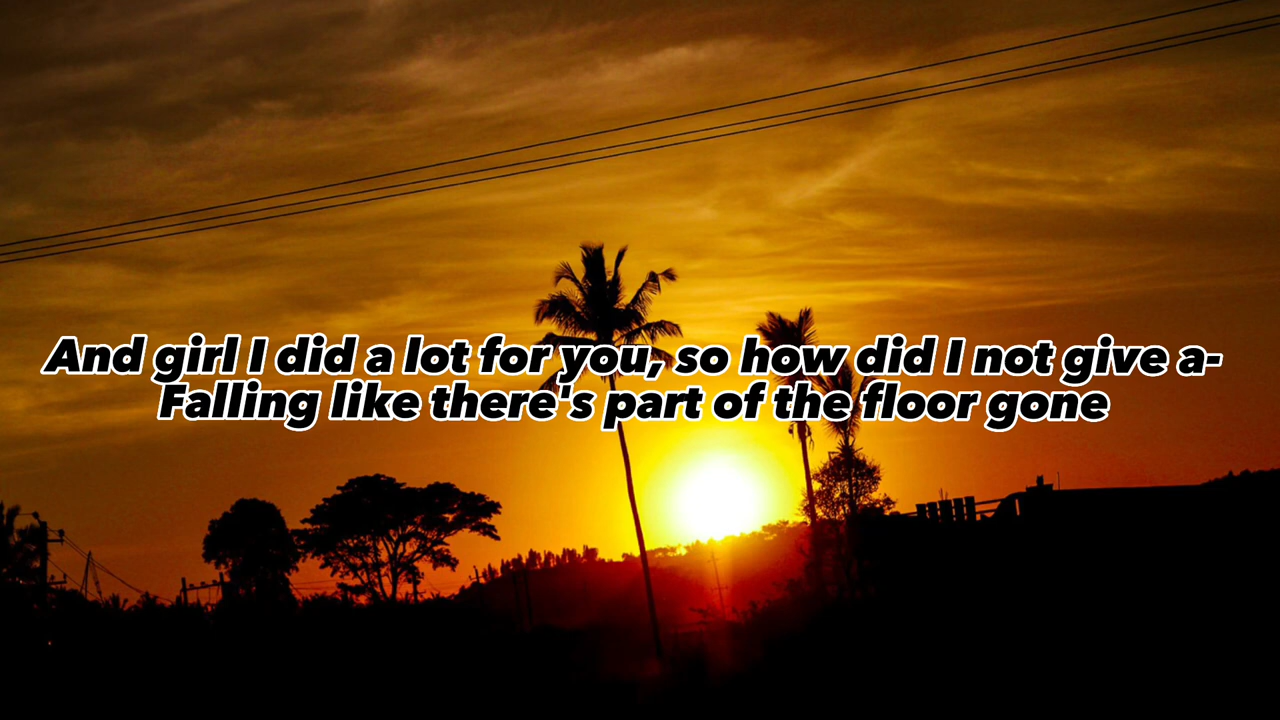 And girl I did a lot for you, so how did I not give a-
Falling like there's part of the floor gone